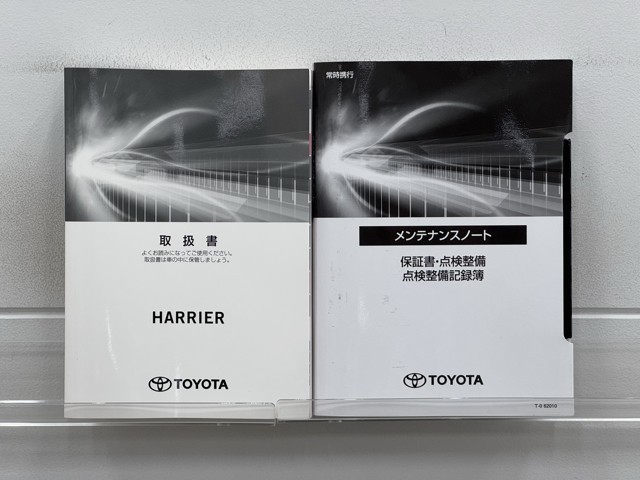 取扱書
よくお読みになってご使用ください。
取扱書は車の中に保管しましょう。
HARRIER
TOYOTA
常時携行
メンテナンスノート
保証書・点検整備
点検整備記録簿
TOYOTA